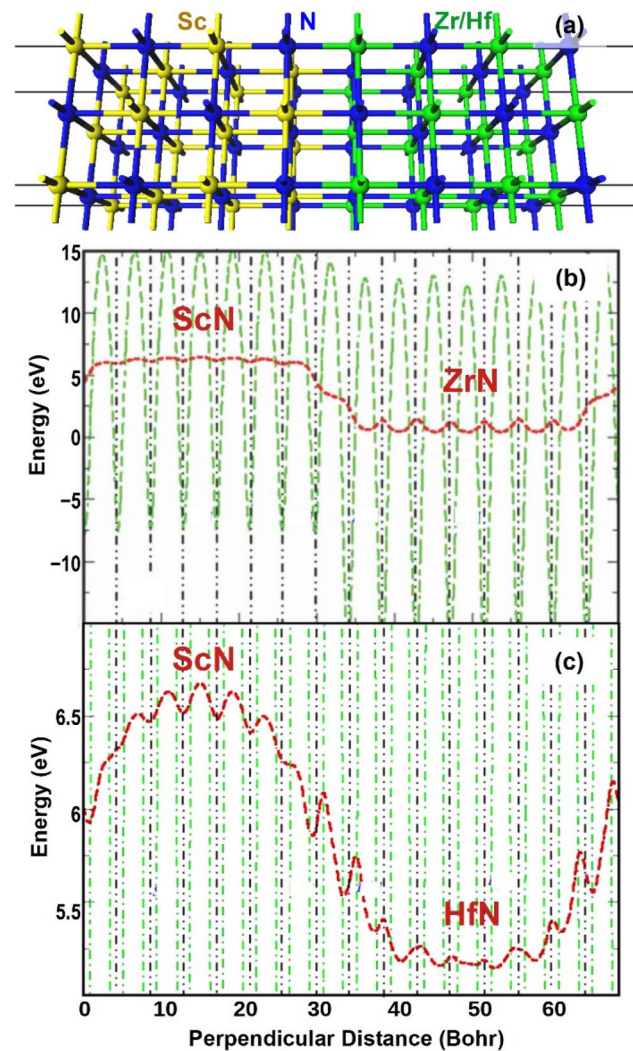 Sc N Zr/Hf (a)
15
10
5
0
−5
−10
Energy (eV)
ScN
ZrN
(b)
6.5
6
5.5
Energy (eV)
ScN
HfN
(c)
0 10 20 30 40 50 60
Perpendicular Distance (Bohr)